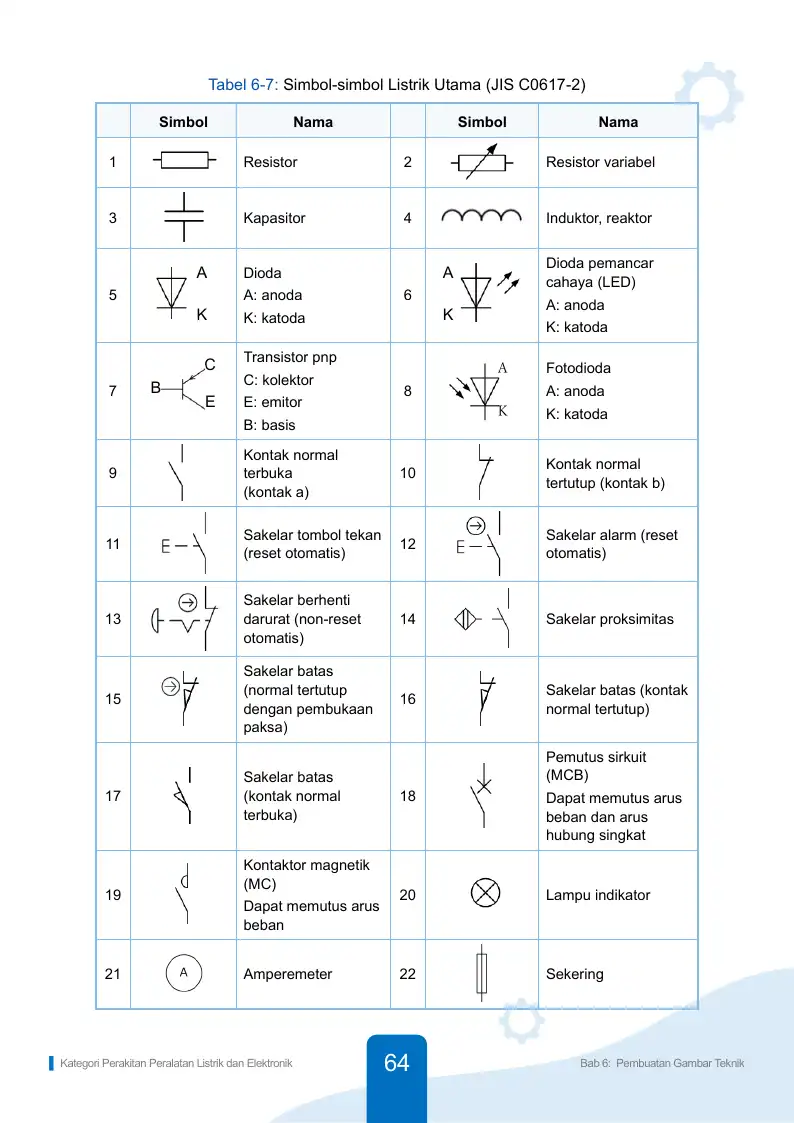 Tabel 6-7: Simbol-simbol Listrik Utama (JIS C0617-2)
Simbol Nama Simbol Nama
1 Resistor 2 Resistor variabel
3 Kapasitor 4 Induktor, reaktor
5
A
K
Dioda
A: anoda
K: katoda
6
A
K
Dioda pemancar
cahaya (LED)
A: anoda
K: katoda
7
C
B
E
Transistor pnp
C: kolektor
E: emitor
B: basis
8
A
K
Fotodioda
A: anoda
K: katoda
9
Kontak normal
terbuka
(kontak a)
10
Kontak normal
tertutup (kontak b)
11
Sakelar tombol tekan
(reset otomatis)
12
Sakelar alarm (reset
otomatis)
13
Sakelar berhenti
darurat (non-reset
otomatis)
14
Sakelar proksimitas
15
Sakelar batas
(normal tertutup
dengan pembukaan
paksa)
16
Sakelar batas (kontak
normal tertutup)
17
Sakelar batas
(kontak normal
terbuka)
18
Pemutus sirkuit
(MCB)
Dapat memutus arus
beban dan arus
hubung singkat
19
Kontaktor magnetik
(MC)
Dapat memutus arus
beban
20
Lampu indikator
21
A
Amperemeter
22
Sekering
Kategori Perakitan Peralatan Listrik dan Elektronik
64
Bab 6: Pembuatan Gambar Teknik